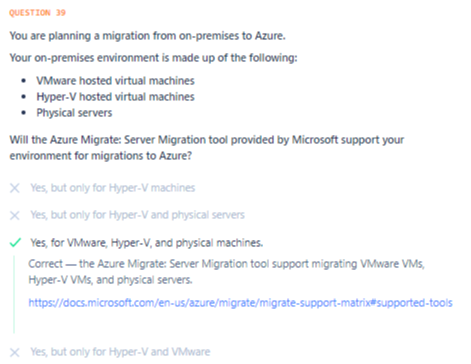 QUESTION 39
You are planning a migration from on-premises to Azure.
Your on-premises environment is made up of the following:
• VMware hosted virtual machines
• Hyper-V hosted virtual machines
• Physical servers
Will the Azure Migrate: Server Migration tool provided by Microsoft support your
environment for migrations to Azure?
Yes, but only for Hyper-V machines
Yes, but only for Hyper-V and physical servers
Yes, for VMware, Hyper-V, and physical machines.
Correct — the Azure Migrate: Server Migration tool support migrating VMware VMs,
Hyper-V VMs, and physical servers.
https://docs.microsoft.com/en-us/azure/migrate/migrate-support-matrix#supported-tools
Yes, but only for Hyper-V and VMware